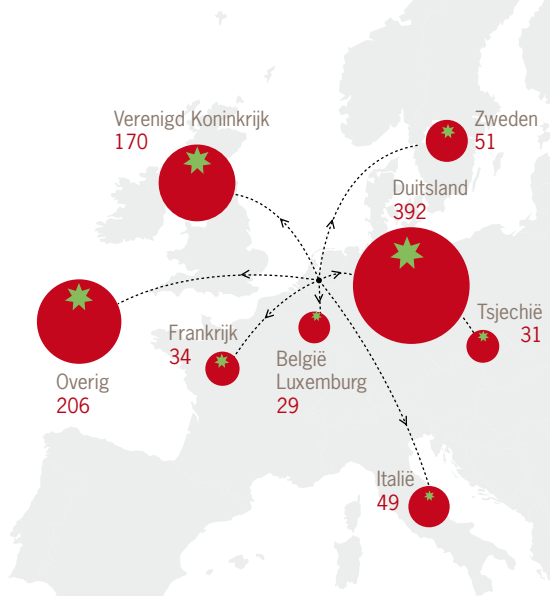 Verenigd Koninkrijk
170
Zweden
51
Duitsland
392
Tsjechië
31
Frankrijk
34
België
Luxemburg
29
Overig
206
Italië
49